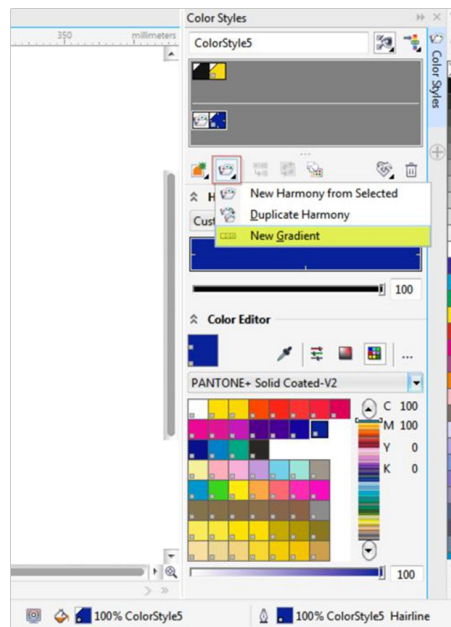 Color Styles
350 millimeters
ColorStyle5
Color Styles
New Harmony from Selected
Duplicate Harmony
New Gradient
H
Cust
100
Color Editor
PANTONE+ Solid Coated-V2
C 100
M 100
Y 0
K 0
100
100% ColorStyle5
100% ColorStyle5 Hairline